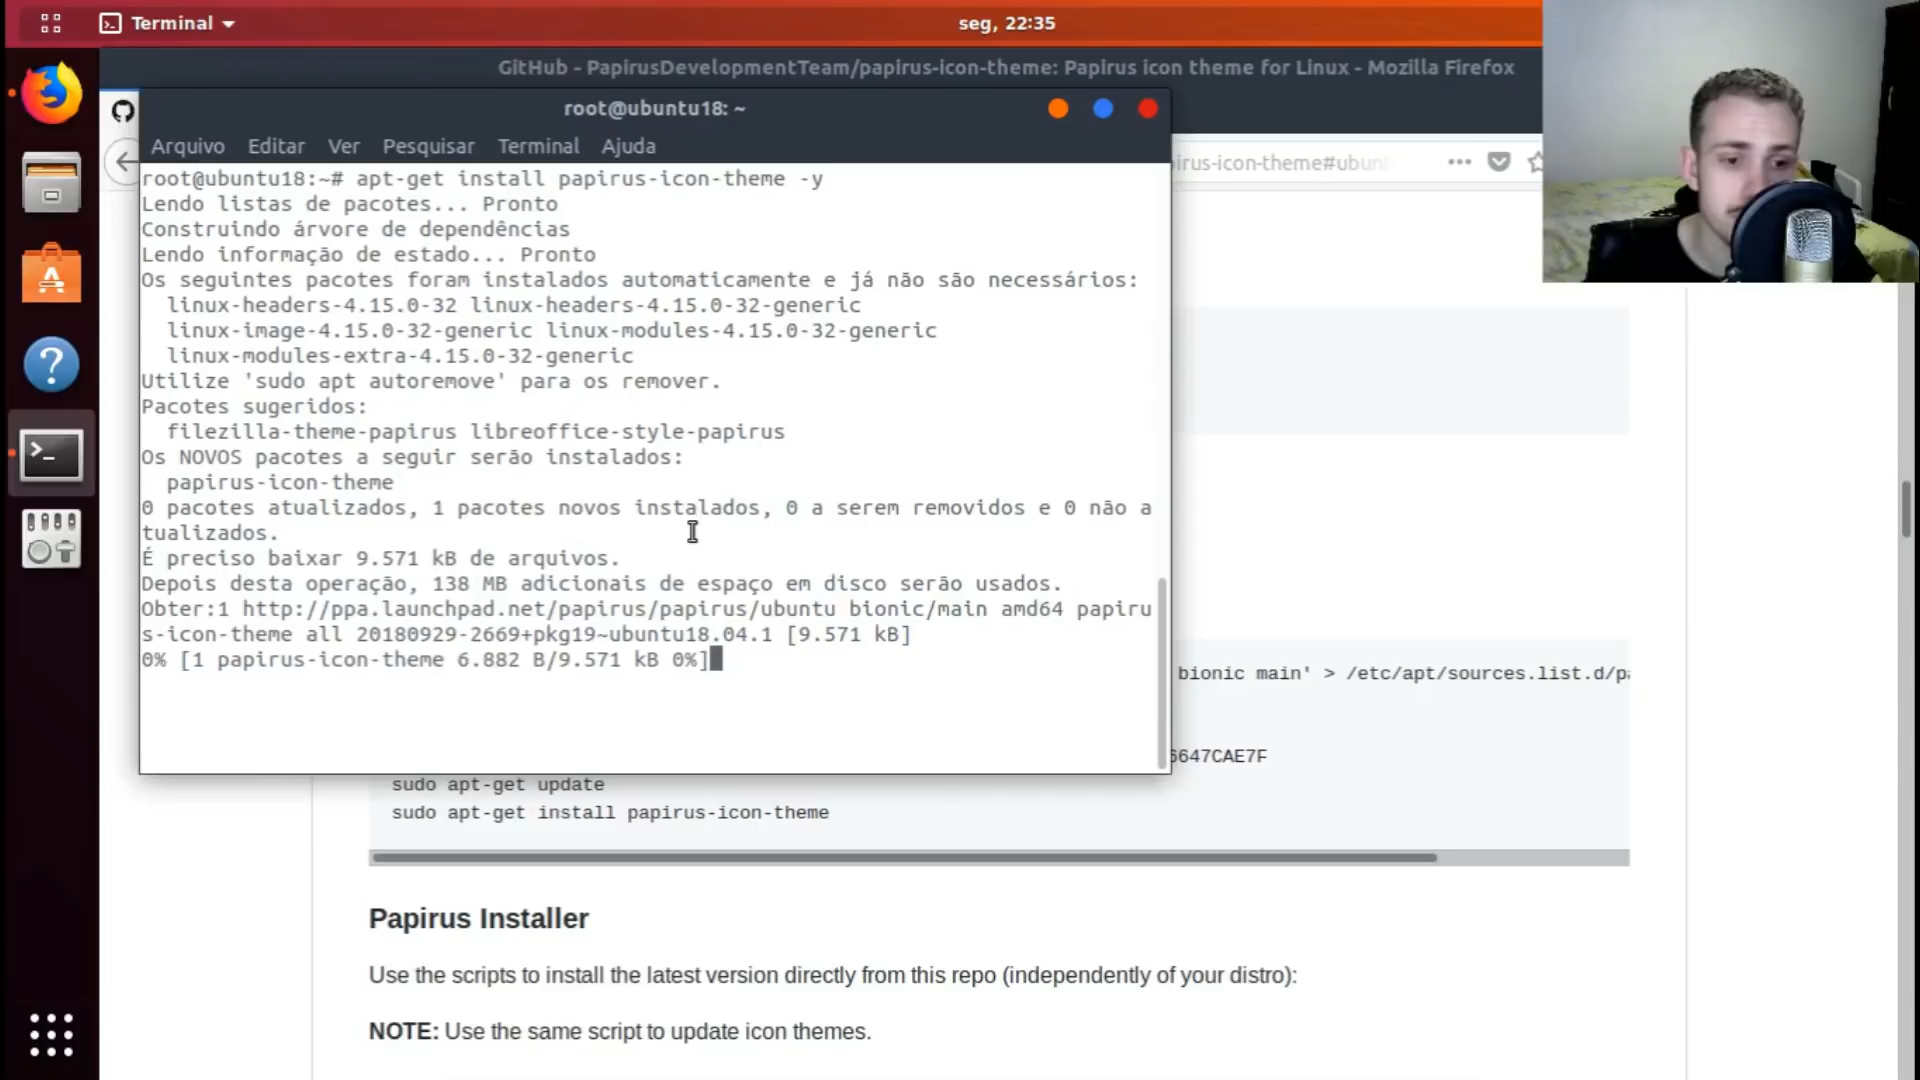 Terminal
seg, 22:35
GitHub - PapirusDevelopmentTeam/papirus-icon-theme: Papirus icon theme for Linux - Mozilla Firefox
root@ubuntu18: ~
Arquivo Editar Ver Pesquisar Terminal Ajuda
irus-icon-theme#ubun
root@ubuntu18:~# apt-get install papirus-icon-theme -y
Lendo listas de pacotes... Pronto
Construindo árvore de dependências
Lendo informação de estado... Pronto
Os seguintes pacotes foram instalados automaticamente e já não são necessários:
linux-headers-4.15.0-32 linux-headers-4.15.0-32-generic
linux-image-4.15.0-32-generic linux-modules-4.15.0-32-generic
linux-modules-extra-4.15.0-32-generic
Utilize 'sudo apt autoremove' para os remover.
Pacotes sugeridos:
filezilla-theme-papirus libreoffice-style-papirus
Os NOVOS pacotes a seguir serão instalados:
papirus-icon-theme
0 pacotes atualizados, 1 pacotes novos instalados, 0 a serem removidos e 0 não a
tualizados.
É preciso baixar 9.571 kB de arquivos.
Depois desta operação, 138 MB adicionais de espaço em disco serão usados.
Obter:1 http://ppa.launchpad.net/papirus/papirus/ubuntu bionic/main amd64 papiru
s-icon-theme all 20180929-2669+pkg19~ubuntu18.04.1 [9.571 kB]
0% [1 papirus-icon-theme 6.882 B/9.571 kB 0%]
bionic main' > /etc/apt/sources.list.d/pa
6647CAE7F
sudo apt-get update
sudo apt-get install papirus-icon-theme
Papirus Installer
Use the scripts to install the latest version directly from this repo (independently of your distro):
NOTE: Use the same script to update icon themes.